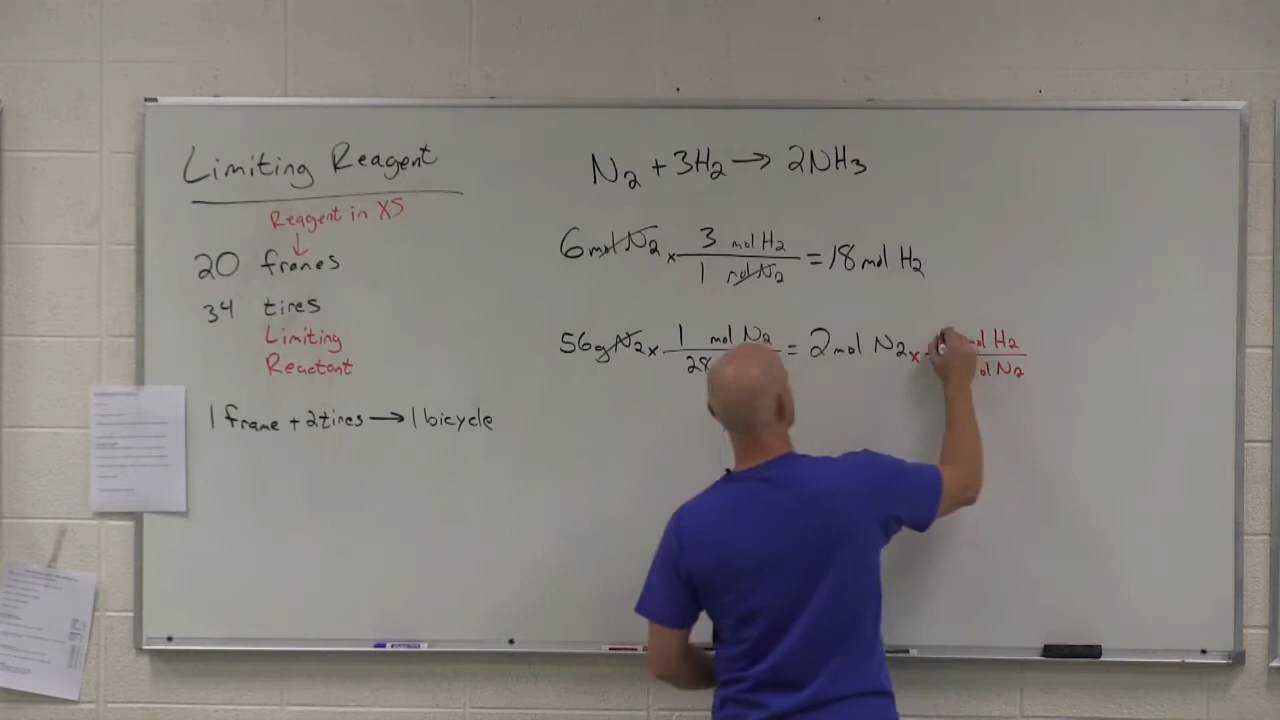 Limiting Reagent
Reagent in XS
↓
20 frames
34 tires
Limiting
Reactant
1 frame + 2 tires → 1 bicycle
N₂ + 3H₂ → 2NH₃
6 mol N₂ x 3 mol H₂ / 1 mol N₂ = 18 mol H₂
56g N₂ x 1 mol N₂ / 28 = 2 mol N₂ x mol H₂ / mol N₂